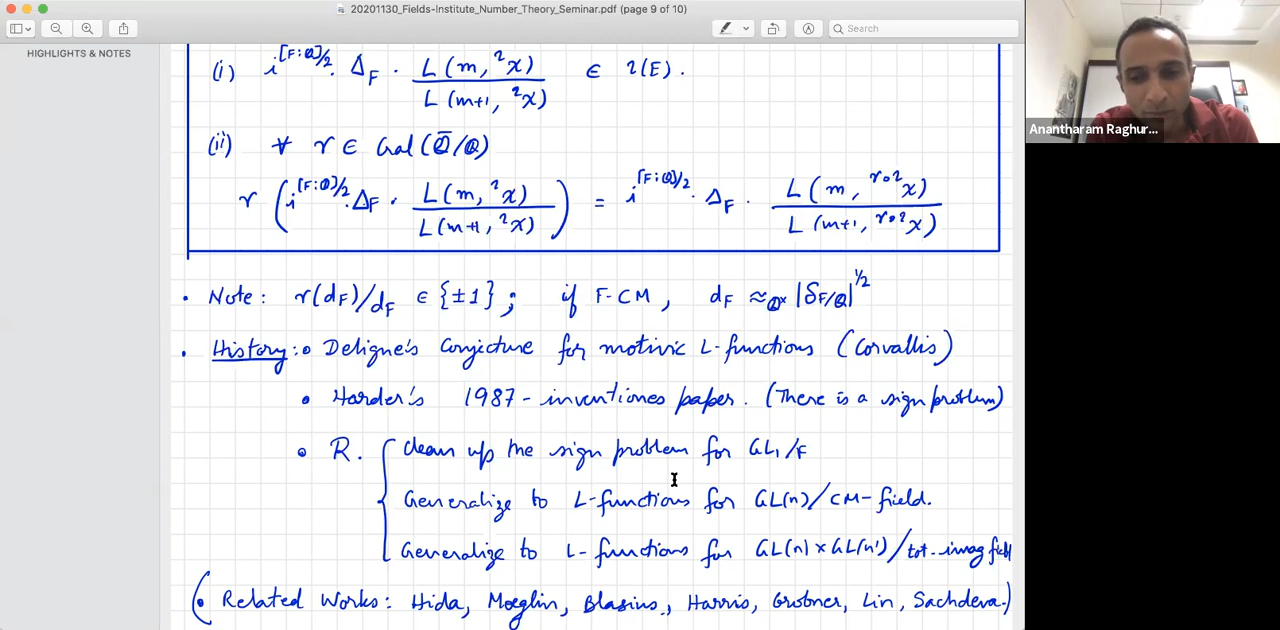 20201130_Fields-Institute_Number_Theory_Seminar.pdf (page 9 of 10)
Search
HIGHLIGHTS & NOTES
Anantharam Raghur...
(i) i^{[F:Q]/2} · Δ_F · L(m, ²χ) / L(m+1, ²χ) ∈ ι(E).
(ii) ∀ γ ∈ Gal(Q̄/Q)
γ ( i^{[F:Q]/2} · Δ_F · L(m, ²χ) / L(m+1, ²χ) ) = i^{[F:Q]/2} · Δ_F · L(m, ^{γ∘ι}χ) / L(m+1, ^{γ∘ι}χ)
• Note: γ(d_F)/d_F ∈ {±1}; if F-CM, d_F ≈_{Q^×} |δ_{F/Q}|^{1/2}
• History: • Deligne's Conjecture for motivic L-functions (Corvallis)
• Harder's 1987 - inventiones paper. (There is a sign problem)
• R. { clean up the sign problem for GL₁/F
Generalize to L-functions for GL(n)/CM-field.
Generalize to L-functions for GL(n) × GL(n')/tot. imag field
(• Related Works: Hida, Moeglin, Blasius, Harris, Grobner, Lin, Sachdeva.)